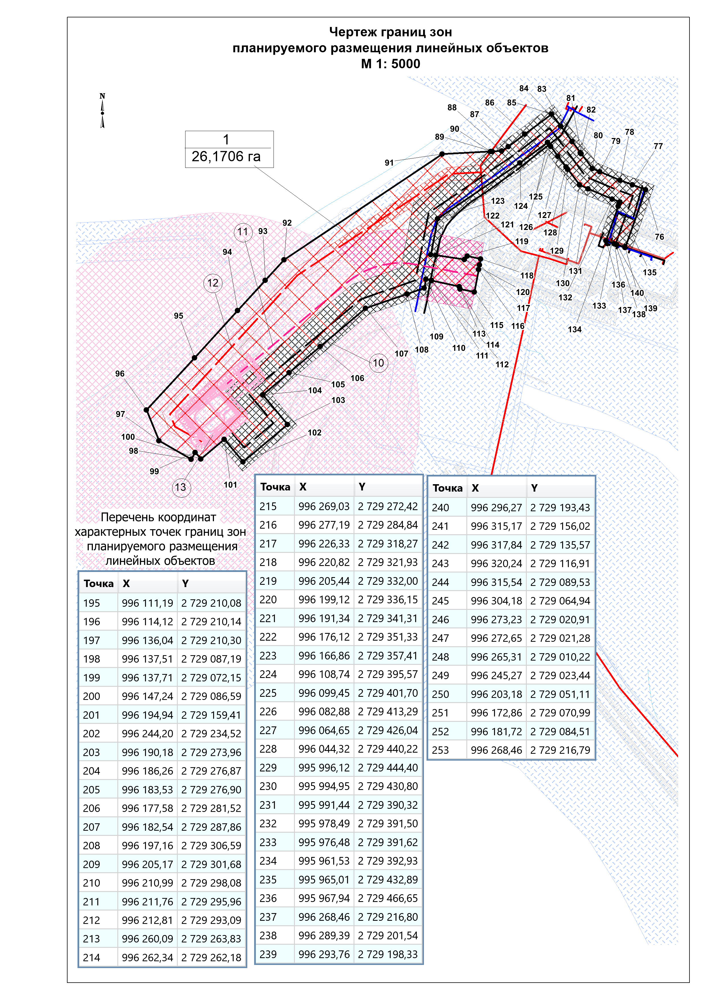 Чертеж границ зон
планируемого размещения линейных объектов
М 1: 5000
N
1
26,1706 га
84
83
81
82
86
85
88
87
90
89
91
80
78
79
77
92
93
11
94
12
95
96
97
100
98
99
13
101
102
103
104
105
106
10
107
108
109
110
111
112
113
114
115
116
117
118
119
120
121
122
123
124
125
126
127
128
129
130
131
132
133
134
135
136
137
138
139
140
76
Перечень координат
характерных точек границ зон
планируемого размещения
линейных объектов
Точка X Y
195 996 111,19 2 729 210,08
196 996 114,12 2 729 210,14
197 996 136,04 2 729 210,30
198 996 137,51 2 729 087,19
199 996 137,71 2 729 072,15
200 996 147,24 2 729 086,59
201 996 194,94 2 729 159,41
202 996 244,20 2 729 234,52
203 996 190,18 2 729 273,96
204 996 186,26 2 729 276,87
205 996 183,53 2 729 276,90
206 996 177,58 2 729 281,52
207 996 182,54 2 729 287,86
208 996 197,16 2 729 306,59
209 996 205,17 2 729 301,68
210 996 210,99 2 729 298,08
211 996 211,76 2 729 295,96
212 996 212,81 2 729 293,09
213 996 260,09 2 729 263,83
214 996 262,34 2 729 262,18
Точка X Y
215 996 269,03 2 729 272,42
216 996 277,19 2 729 284,84
217 996 226,33 2 729 318,27
218 996 220,82 2 729 321,93
219 996 205,44 2 729 332,00
220 996 199,12 2 729 336,15
221 996 191,34 2 729 341,31
222 996 176,12 2 729 351,33
223 996 166,86 2 729 357,41
224 996 108,74 2 729 395,57
225 996 099,45 2 729 401,70
226 996 082,88 2 729 413,29
227 996 064,65 2 729 426,04
228 996 044,32 2 729 440,22
229 995 996,12 2 729 444,40
230 995 994,95 2 729 430,80
231 995 991,44 2 729 390,32
232 995 978,49 2 729 391,50
233 995 976,48 2 729 391,62
234 995 961,53 2 729 392,93
235 995 965,01 2 729 432,89
236 995 967,94 2 729 466,65
237 996 268,46 2 729 216,80
238 996 289,39 2 729 201,54
239 996 293,76 2 729 198,33
Точка X Y
240 996 296,27 2 729 193,43
241 996 315,17 2 729 156,02
242 996 317,84 2 729 135,57
243 996 320,24 2 729 116,91
244 996 315,54 2 729 089,53
245 996 304,18 2 729 064,94
246 996 273,23 2 729 020,91
247 996 272,65 2 729 021,28
248 996 265,31 2 729 010,22
249 996 245,27 2 729 023,44
250 996 203,18 2 729 051,11
251 996 172,86 2 729 070,99
252 996 181,72 2 729 084,51
253 996 268,46 2 729 216,79